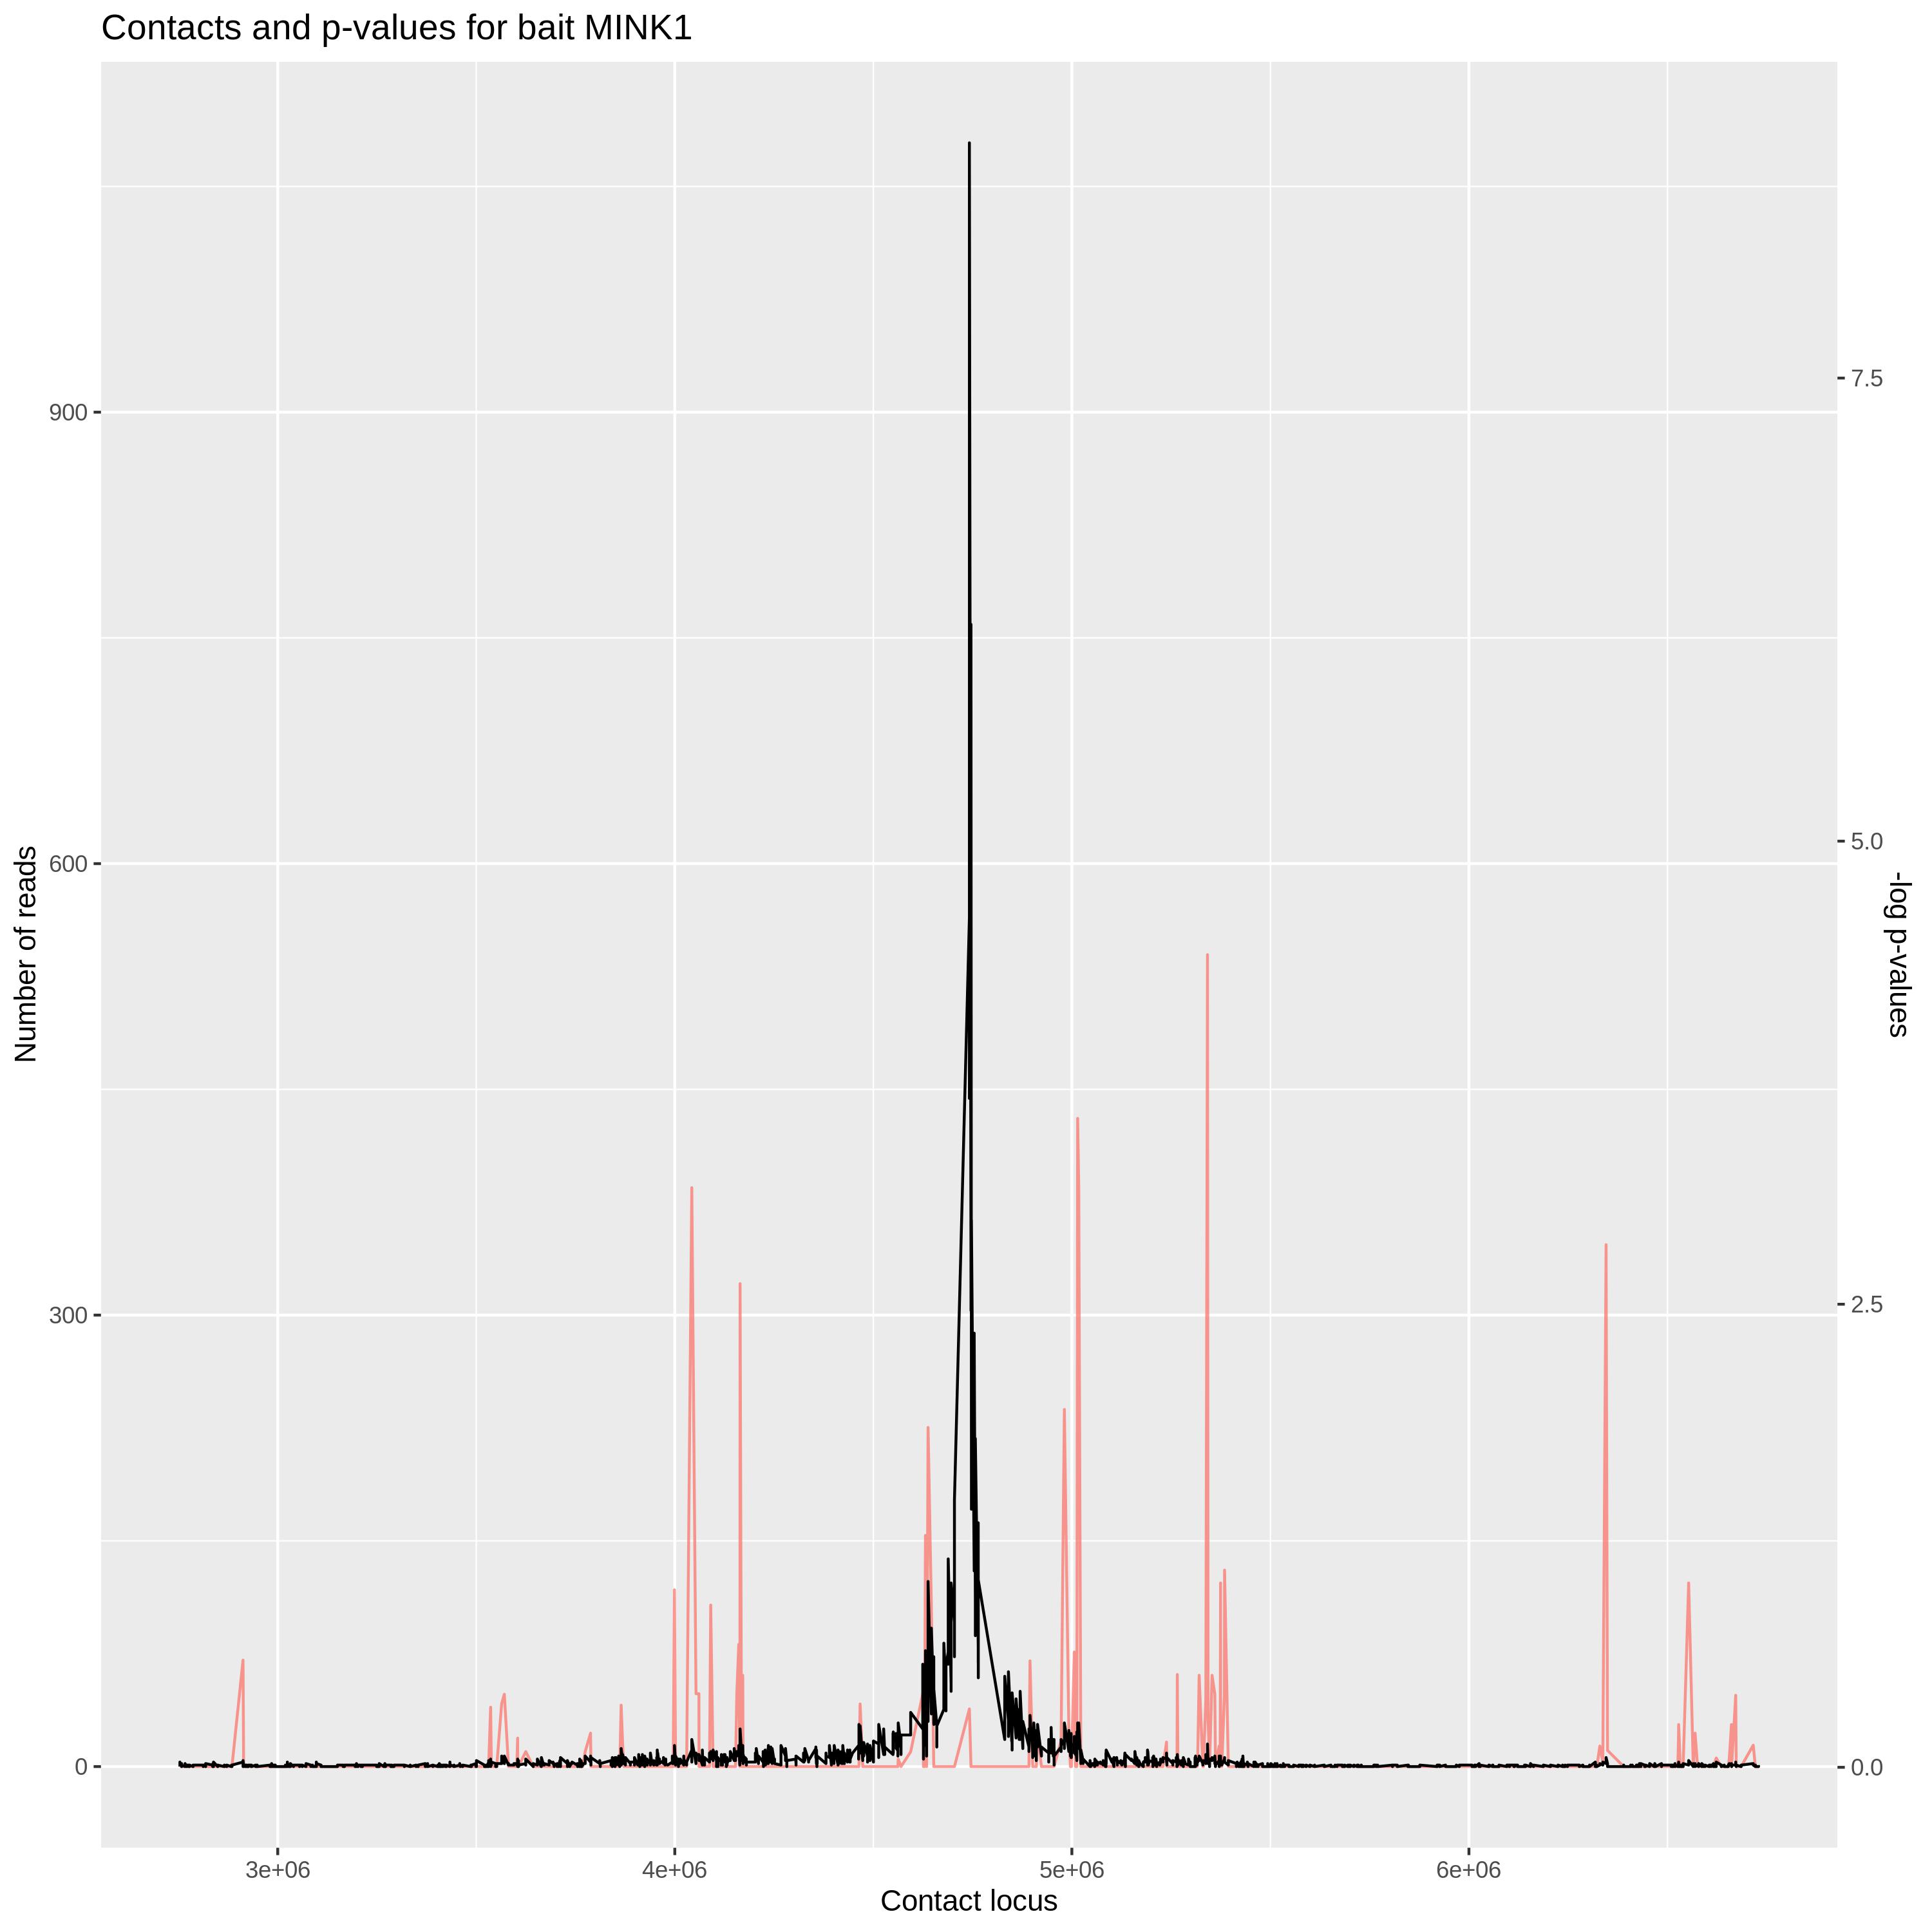 Contacts and p-values for bait MINK1
900
600
300
0
7.5
5.0
2.5
0.0
Number of reads
-log p-values
3e+06
4e+06
5e+06
6e+06
Contact locus